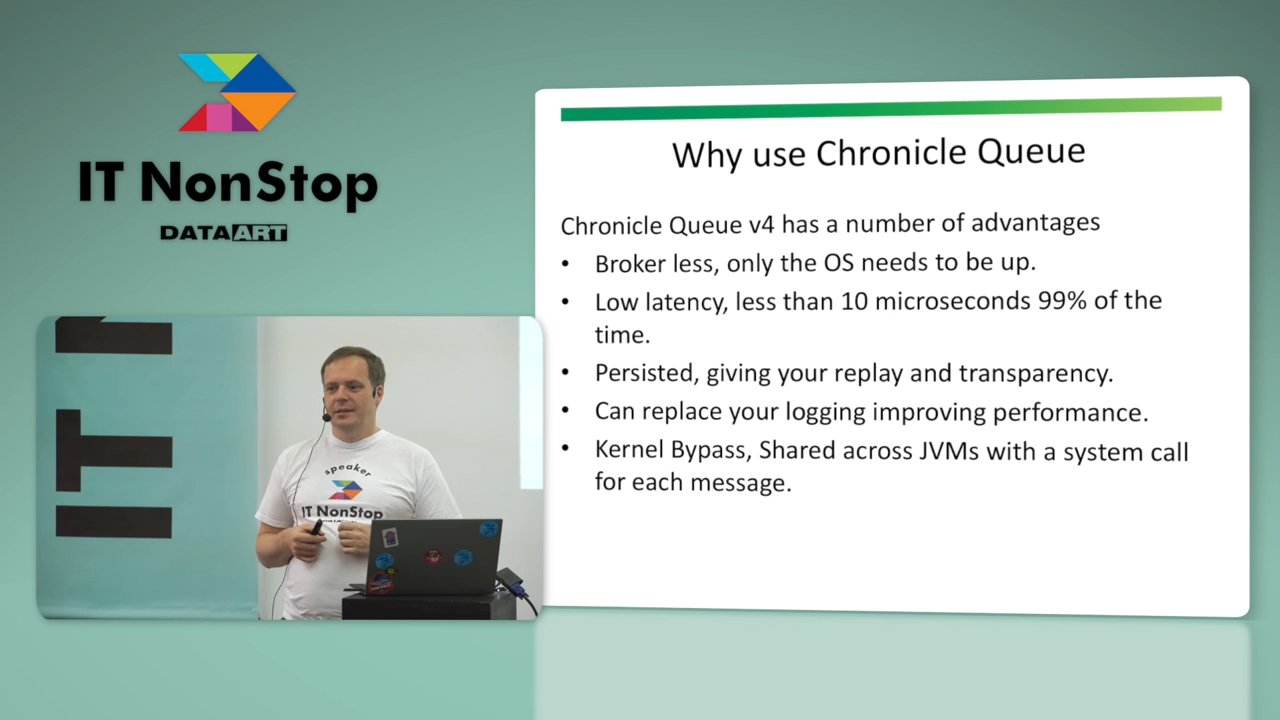 IT NonStop
DATAART
Why use Chronicle Queue
Chronicle Queue v4 has a number of advantages
• Broker less, only the OS needs to be up.
• Low latency, less than 10 microseconds 99% of the
time.
• Persisted, giving your replay and transparency.
• Can replace your logging improving performance.
• Kernel Bypass, Shared across JVMs with a system call
for each message.
IT
speaker
IT NonStop